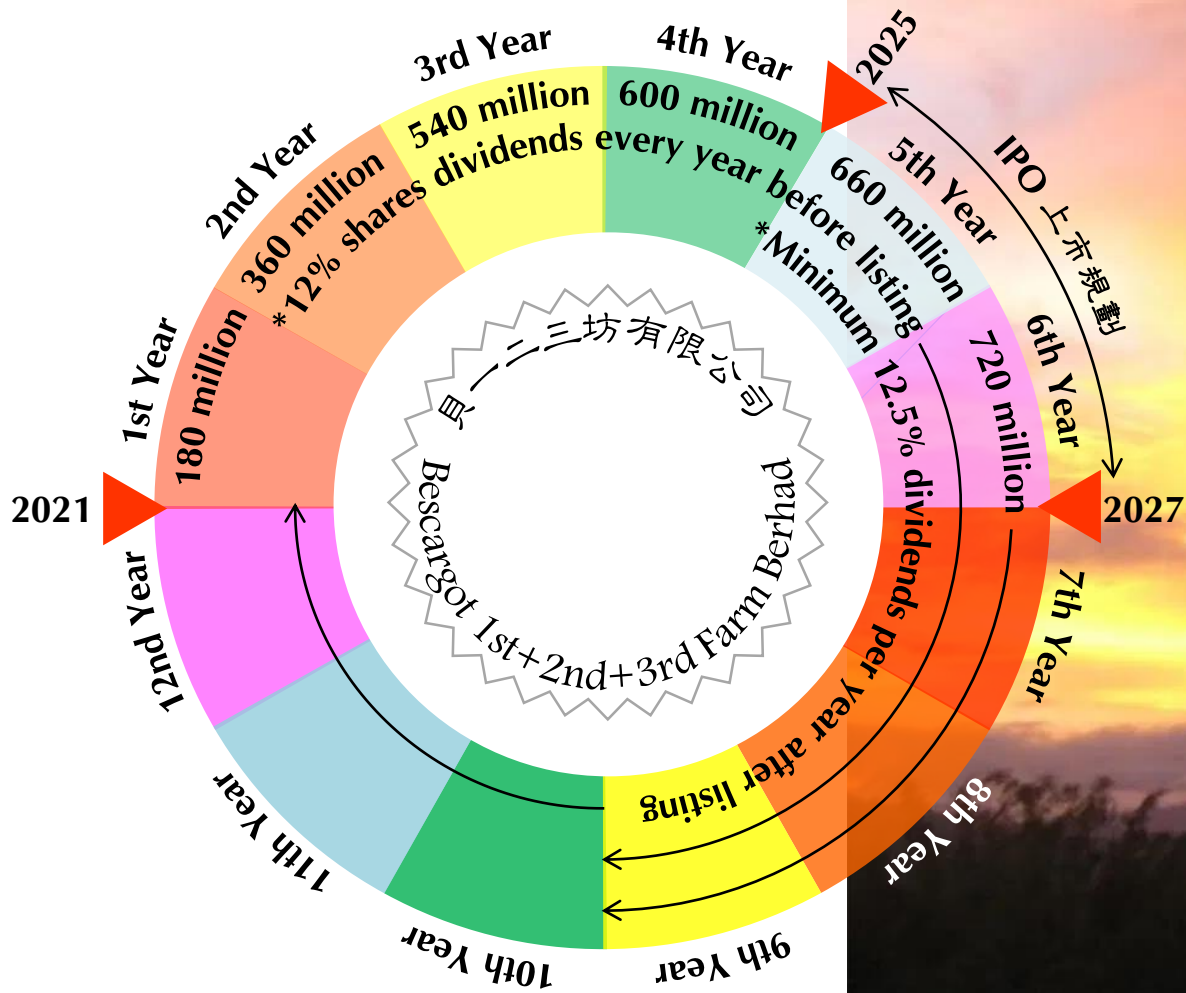 2021
1st Year
2nd Year
3rd Year
4th Year
2025
5th Year
6th Year
2027
7th Year
8th Year
9th Year
10th Year
11th Year
12nd Year
IPO 上市規劃
180 million
360 million
540 million
600 million
660 million
720 million
*12% shares dividends every year before listing
*Minimum 12.5% dividends per year after listing
貝一二三坊有限公司
Bescargot 1st+2nd+3rd Farm Berhad